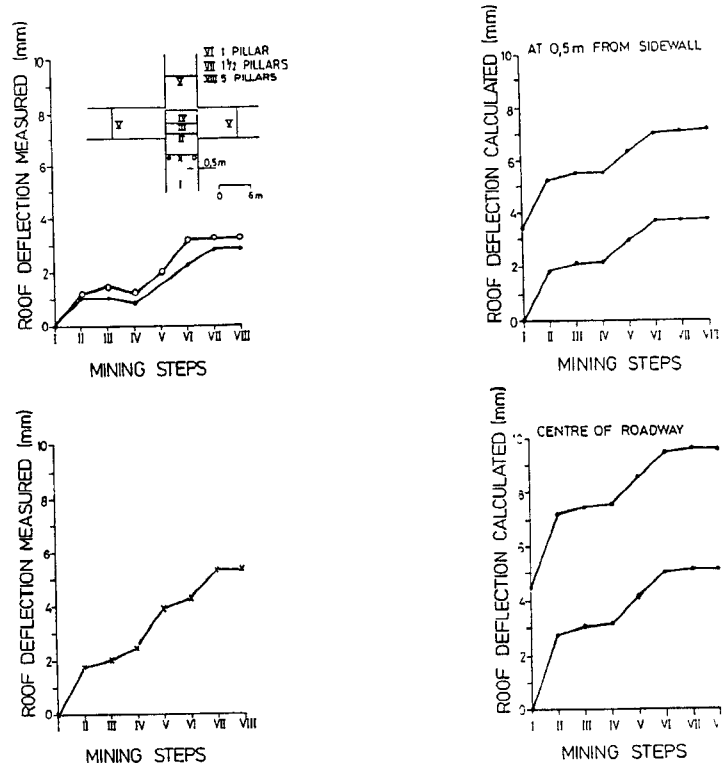 ROOF DEFLECTION MEASURED (mm)
10
8
6
4
2
0
VI 1 PILLAR
VII 1½ PILLARS
VIII 5 PILLARS
V
V
IV
V
III
II
x
0,5m
I
0 6m
I II III IV V VI VII VIII
MINING STEPS
ROOF DEFLECTION CALCULATED (mm)
AT 0,5m FROM SIDEWALL
10
8
6
4
2
0
I II III IV V VI VII VIII
MINING STEPS
ROOF DEFLECTION MEASURED (mm)
10
8
6
4
2
0
I II III IV V VI VII VIII
MINING STEPS
ROOF DEFLECTION CALCULATED (mm)
CENTRE OF ROADWAY
10
8
6
4
2
0
I II III IV V VI VII V
MINING STEPS